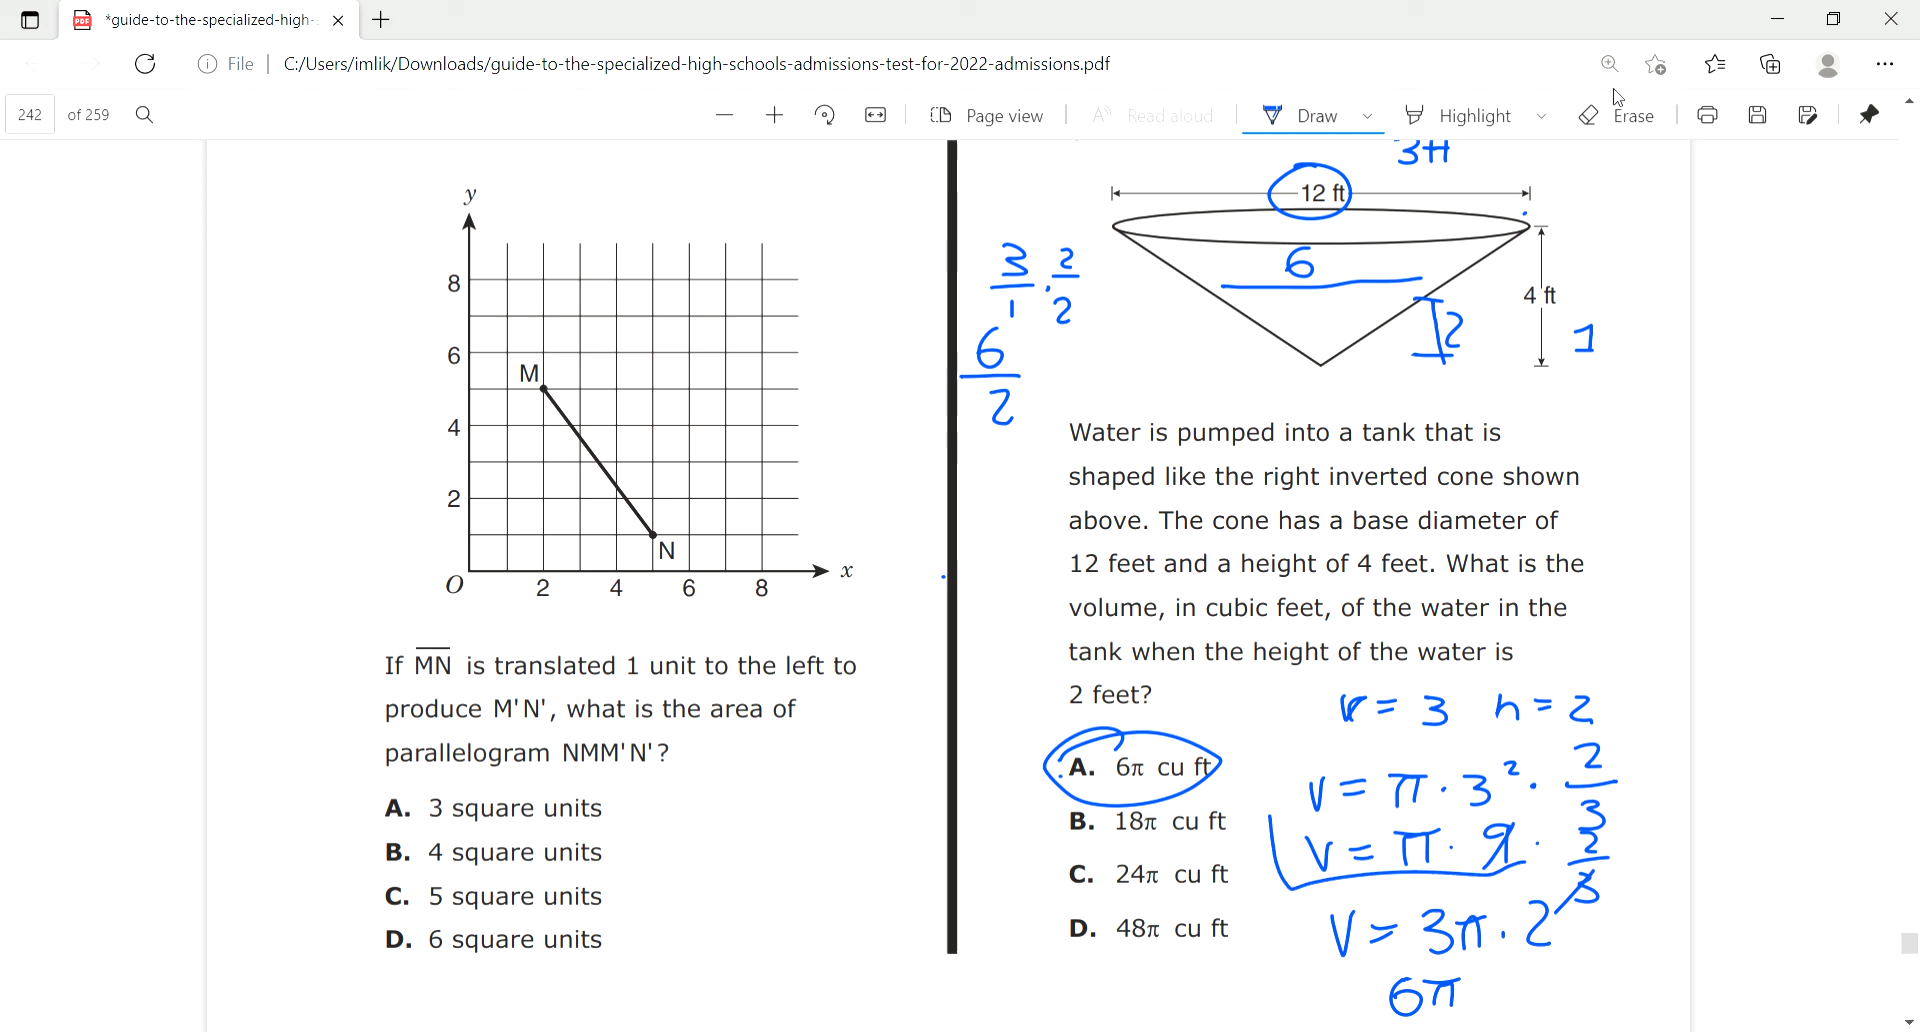 *guide-to-the-specialized-high-
File
C:/Users/imlik/Downloads/guide-to-the-specialized-high-schools-admissions-test-for-2022-admissions.pdf
242 of 259
Page view
Read aloud
Draw
Highlight
Erase
y
8
6
4
2
O
2 4 6 8
x
M
N
If MN is translated 1 unit to the left to
produce M'N', what is the area of
parallelogram NMM'N'?
A. 3 square units
B. 4 square units
C. 5 square units
D. 6 square units
12 ft
6
2
4 ft
1
3/1 · 2/2
6/2
Water is pumped into a tank that is
shaped like the right inverted cone shown
above. The cone has a base diameter of
12 feet and a height of 4 feet. What is the
volume, in cubic feet, of the water in the
tank when the height of the water is
2 feet?
r = 3 h = 2
A. 6π cu ft
B. 18π cu ft
C. 24π cu ft
D. 48π cu ft
V = π · 3² · 2/3
V = π · 9 · 2/3
V = 3π · 2
6π